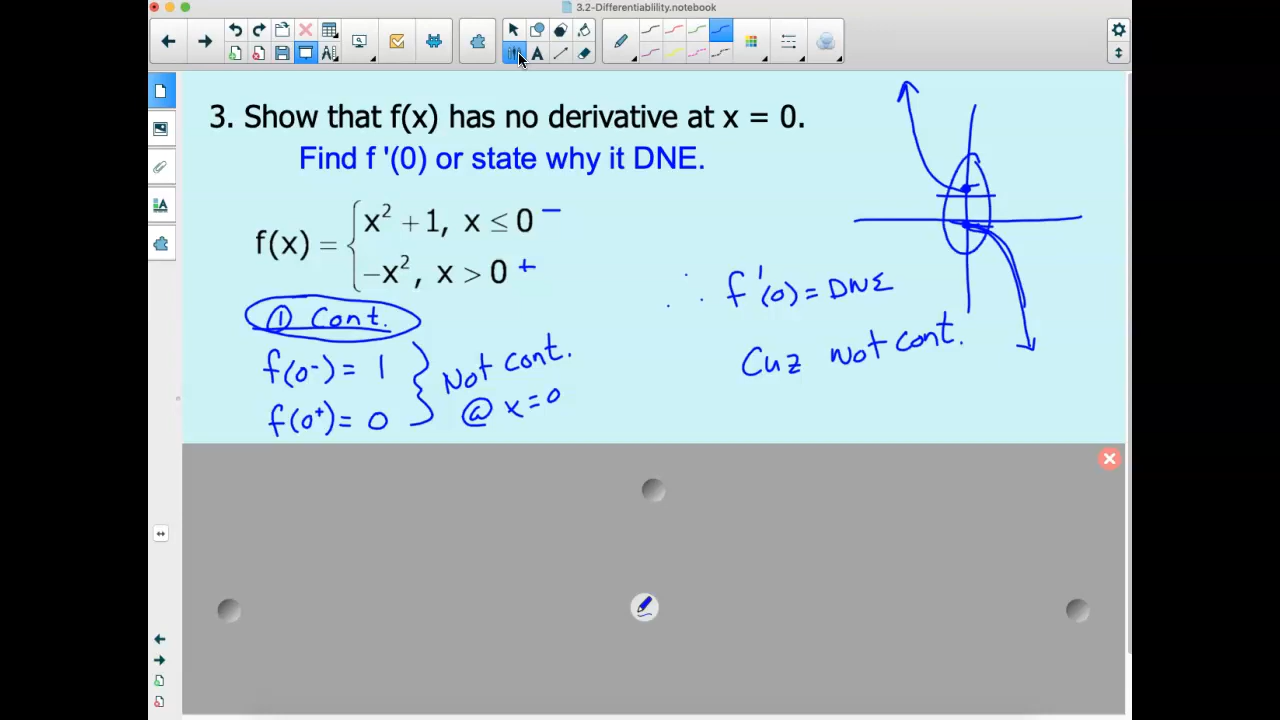 3.2-Differentiablility.notebook
3. Show that f(x) has no derivative at x = 0.
Find f '(0) or state why it DNE.
f(x) = { x² + 1, x ≤ 0 −
−x², x > 0 +
① Cont.
f(0⁻) = 1
f(0⁺) = 0
} Not cont.
@ x = 0
∴ f'(0) = DNE
Cuz Not cont.